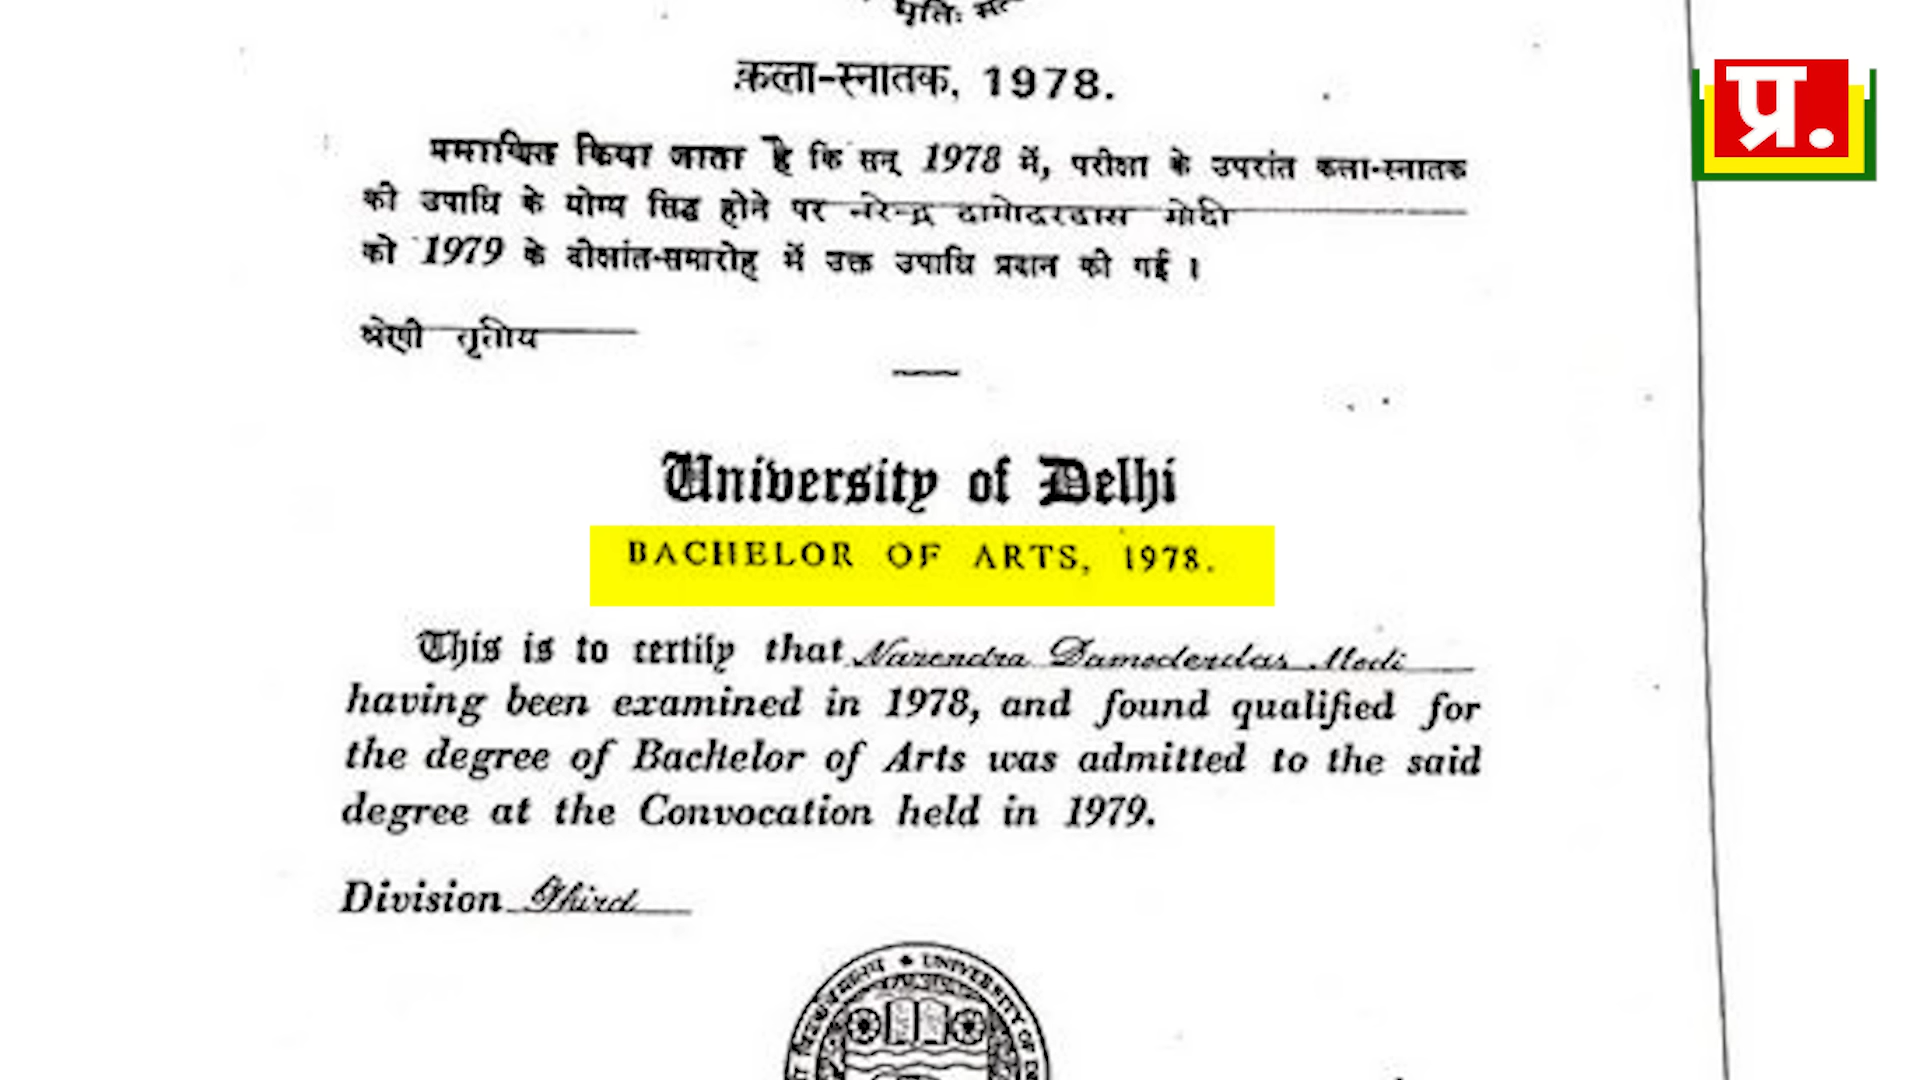 कला-स्नातक, 1978.
प्र.
प्रमाणित किया जाता है कि सन् 1978 में, परीक्षा के उपरांत कला-स्नातक
की उपाधि के योग्य सिद्ध होने पर नरेन्द्र दामोदरदास मोदी
को 1979 के दीक्षांत-समारोह में उक्त उपाधि प्रदान की गई ।
श्रेणी तृतीय
University of Delhi
BACHELOR OF ARTS, 1978.
This is to certify that Narendra Damoderdas Modi
having been examined in 1978, and found qualified for
the degree of Bachelor of Arts was admitted to the said
degree at the Convocation held in 1979.
Division Third
UNIVERSITY OF